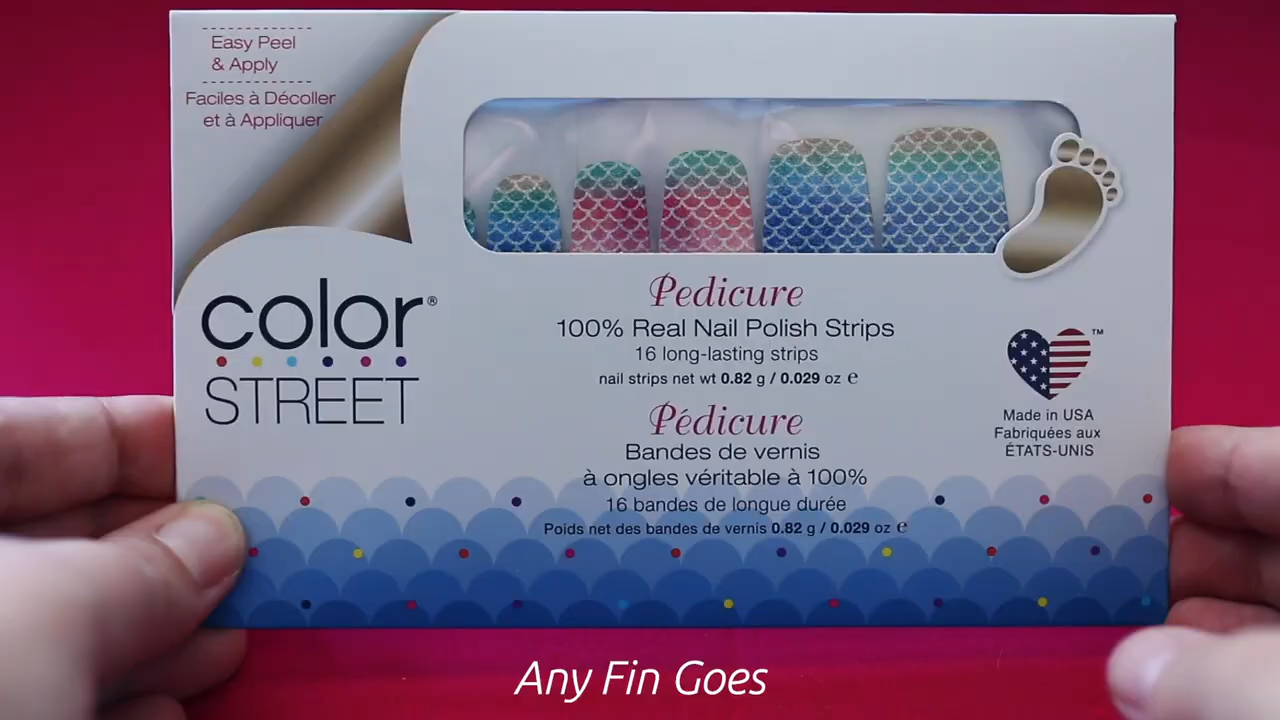 Easy Peel
& Apply
Faciles à Décoller
et à Appliquer
color®
STREET
Pedicure
100% Real Nail Polish Strips
16 long-lasting strips
nail strips net wt 0.82 g / 0.029 oz ℮
Pédicure
Bandes de vernis
à ongles véritable à 100%
16 bandes de longue durée
Poids net des bandes de vernis 0.82 g / 0.029 oz ℮
TM
Made in USA
Fabriquées aux
ÉTATS-UNIS
Any Fin Goes